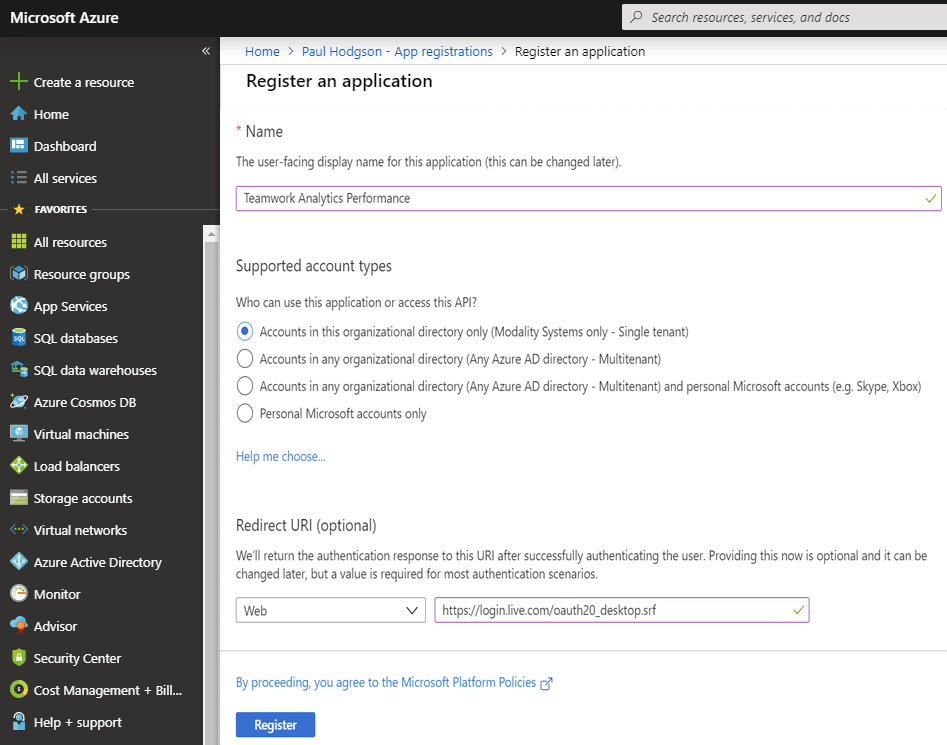 Microsoft Azure
Search resources, services, and docs
«
Create a resource
Home
Dashboard
All services
FAVORITES
All resources
Resource groups
App Services
SQL databases
SQL data warehouses
Azure Cosmos DB
Virtual machines
Load balancers
Storage accounts
Virtual networks
Azure Active Directory
Monitor
Advisor
Security Center
Cost Management + Bill...
Help + support
Home > Paul Hodgson - App registrations > Register an application
Register an application
* Name
The user-facing display name for this application (this can be changed later).
Teamwork Analytics Performance
Supported account types
Who can use this application or access this API?
Accounts in this organizational directory only (Modality Systems only - Single tenant)
Accounts in any organizational directory (Any Azure AD directory - Multitenant)
Accounts in any organizational directory (Any Azure AD directory - Multitenant) and personal Microsoft accounts (e.g. Skype, Xbox)
Personal Microsoft accounts only
Help me choose...
Redirect URI (optional)
We'll return the authentication response to this URI after successfully authenticating the user. Providing this now is optional and it can be
changed later, but a value is required for most authentication scenarios.
Web
https://login.live.com/oauth20_desktop.srf
By proceeding, you agree to the Microsoft Platform Policies
Register